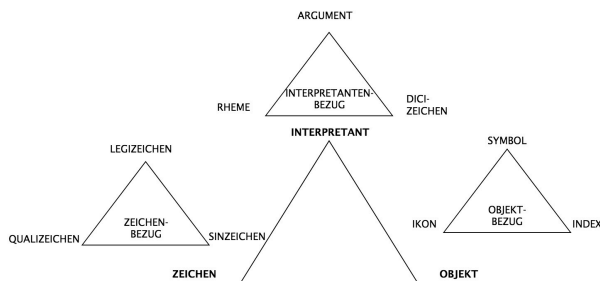 ARGUMENT
INTERPRETANTEN-
BEZUG
RHEME
DICI-
ZEICHEN
INTERPRETANT
LEGIZEICHEN
ZEICHEN-
BEZUG
QUALIZEICHEN
SINZEICHEN
SYMBOL
OBJEKT-
BEZUG
IKON
INDEX
ZEICHEN
OBJEKT